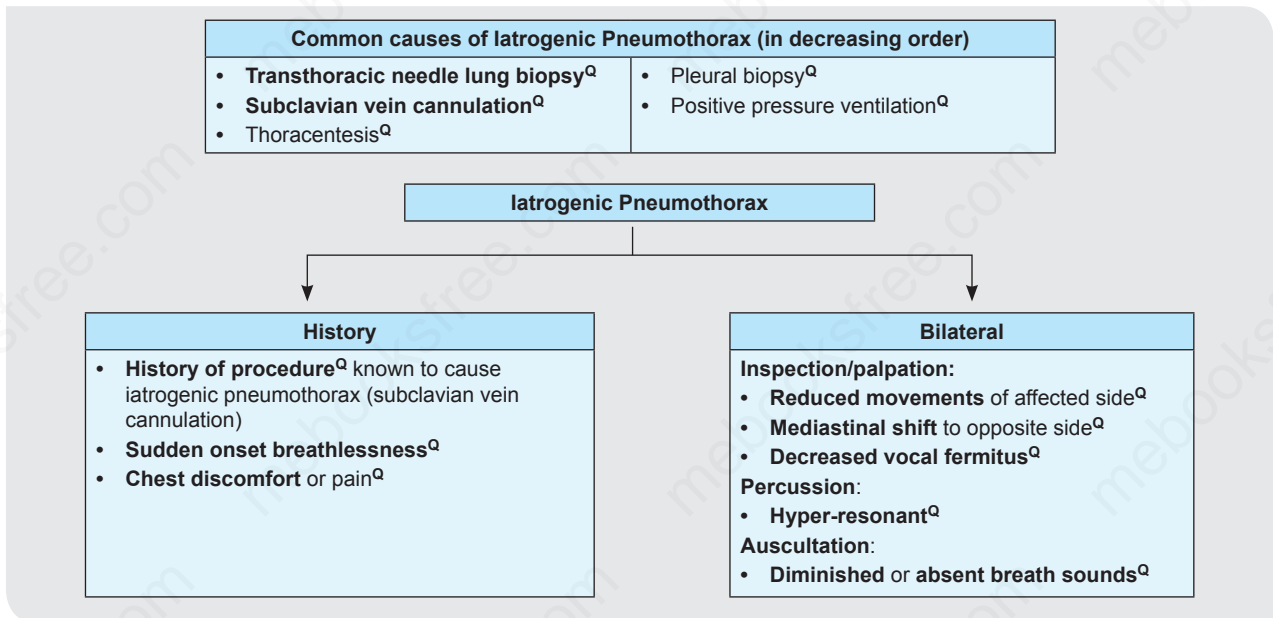 Common causes of Iatrogenic Pneumothorax (in decreasing order)
• Transthoracic needle lung biopsyQ
• Subclavian vein cannulationQ
• ThoracentesisQ
• Pleural biopsyQ
• Positive pressure ventilationQ
Iatrogenic Pneumothorax
History
• History of procedureQ known to cause
iatrogenic pneumothorax (subclavian vein
cannulation)
• Sudden onset breathlessnessQ
• Chest discomfort or painQ
Bilateral
Inspection/palpation:
• Reduced movements of affected sideQ
• Mediastinal shift to opposite sideQ
• Decreased vocal fermitusQ
Percussion:
• Hyper-resonantQ
Auscultation:
• Diminished or absent breath soundsQ
mebooksfree.com